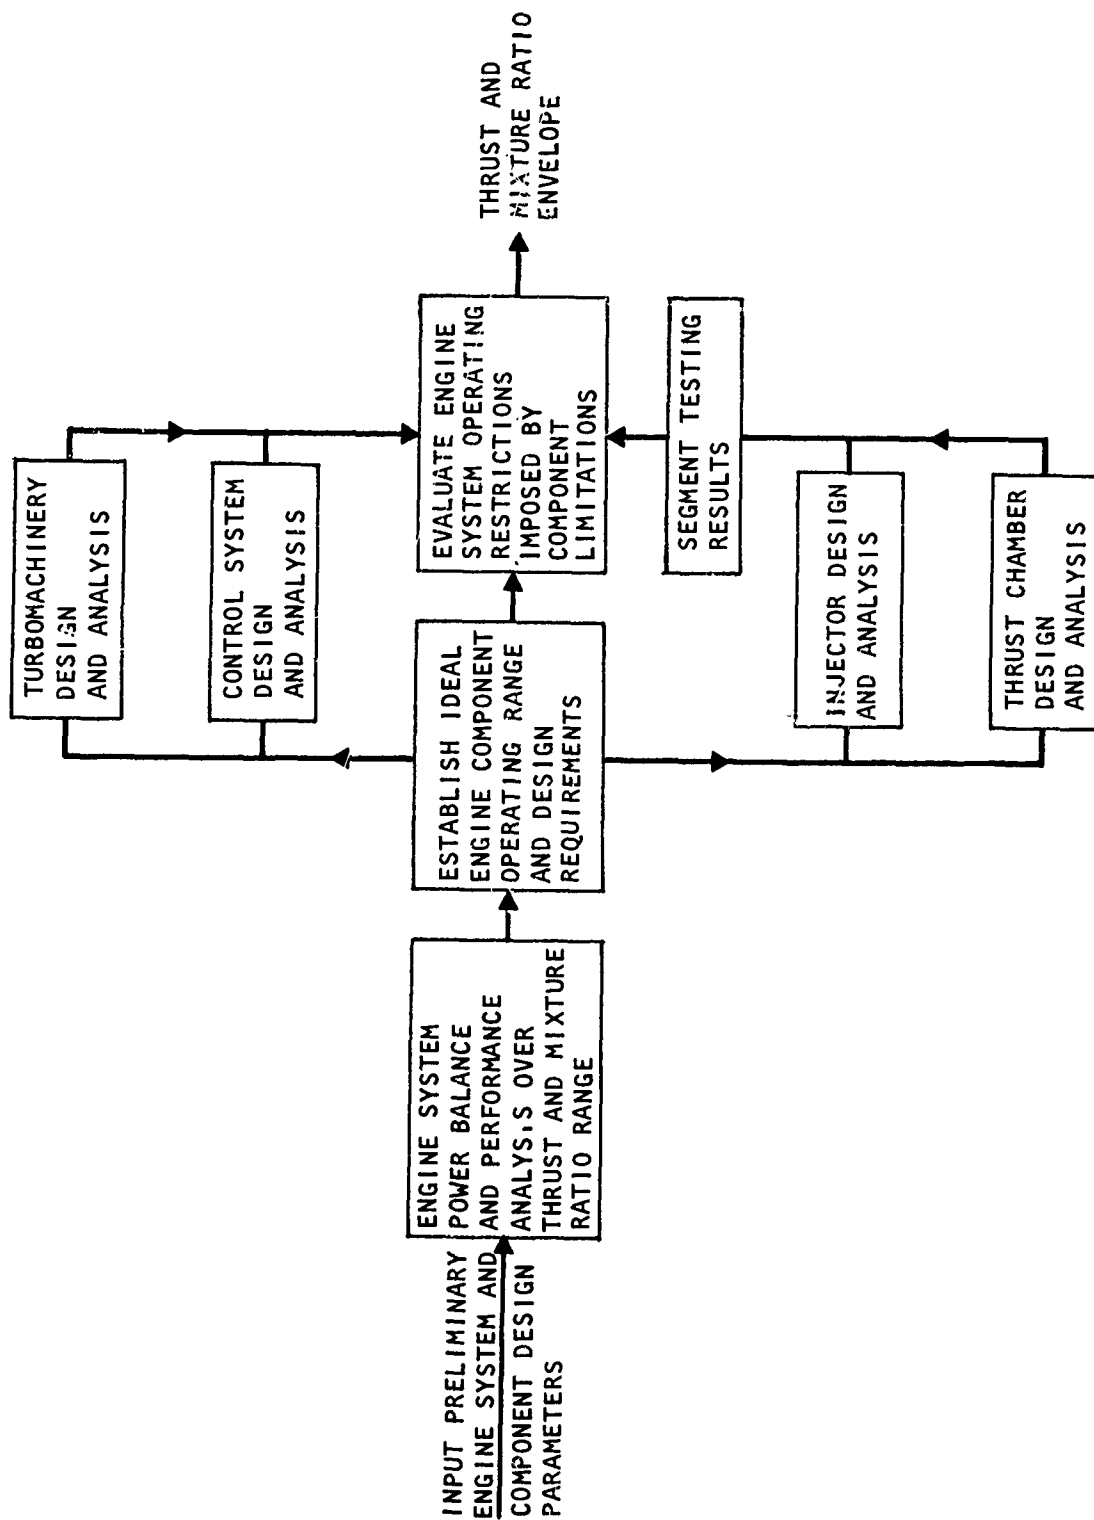 INPUT PRELIMINARY
ENGINE SYSTEM AND
COMPONENT DESIGN
PARAMETERS
ENGINE SYSTEM
POWER BALANCE
AND PERFORMANCE
ANALYSIS OVER
THRUST AND MIXTURE
RATIO RANGE
ESTABLISH IDEAL
ENGINE COMPONENT
OPERATING RANGE
AND DESIGN
REQUIREMENTS
TURBOMACHINERY
DESIGN
AND ANALYSIS
CONTROL SYSTEM
DESIGN
AND ANALYSIS
INJECTOR DESIGN
AND ANALYSIS
THRUST CHAMBER
DESIGN
AND ANALYSIS
SEGMENT TESTING
RESULTS
EVALUATE ENGINE
SYSTEM OPERATING
RESTRICTIONS
IMPOSED BY
COMPONENT
LIMITATIONS
THRUST AND
MIXTURE RATIO
ENVELOPE